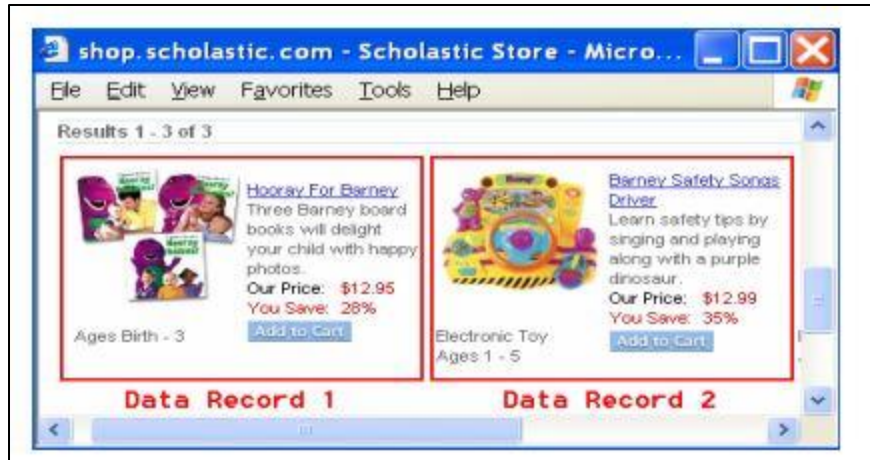 shop.scholastic.com - Scholastic Store - Micro...
File Edit View Favorites Tools Help
Results 1 - 3 of 3
Hooray For Barney
Three Barney board
books will delight
your child with happy
photos.
Our Price: $12.95
You Save: 28%
Add to Cart
Ages Birth - 3
Barney Safety Songs
Driver
Learn safety tips by
singing and playing
along with a purple
dinosaur.
Our Price: $12.99
You Save: 35%
Add to Cart
Electronic Toy
Ages 1 - 5
Data Record 1
Data Record 2